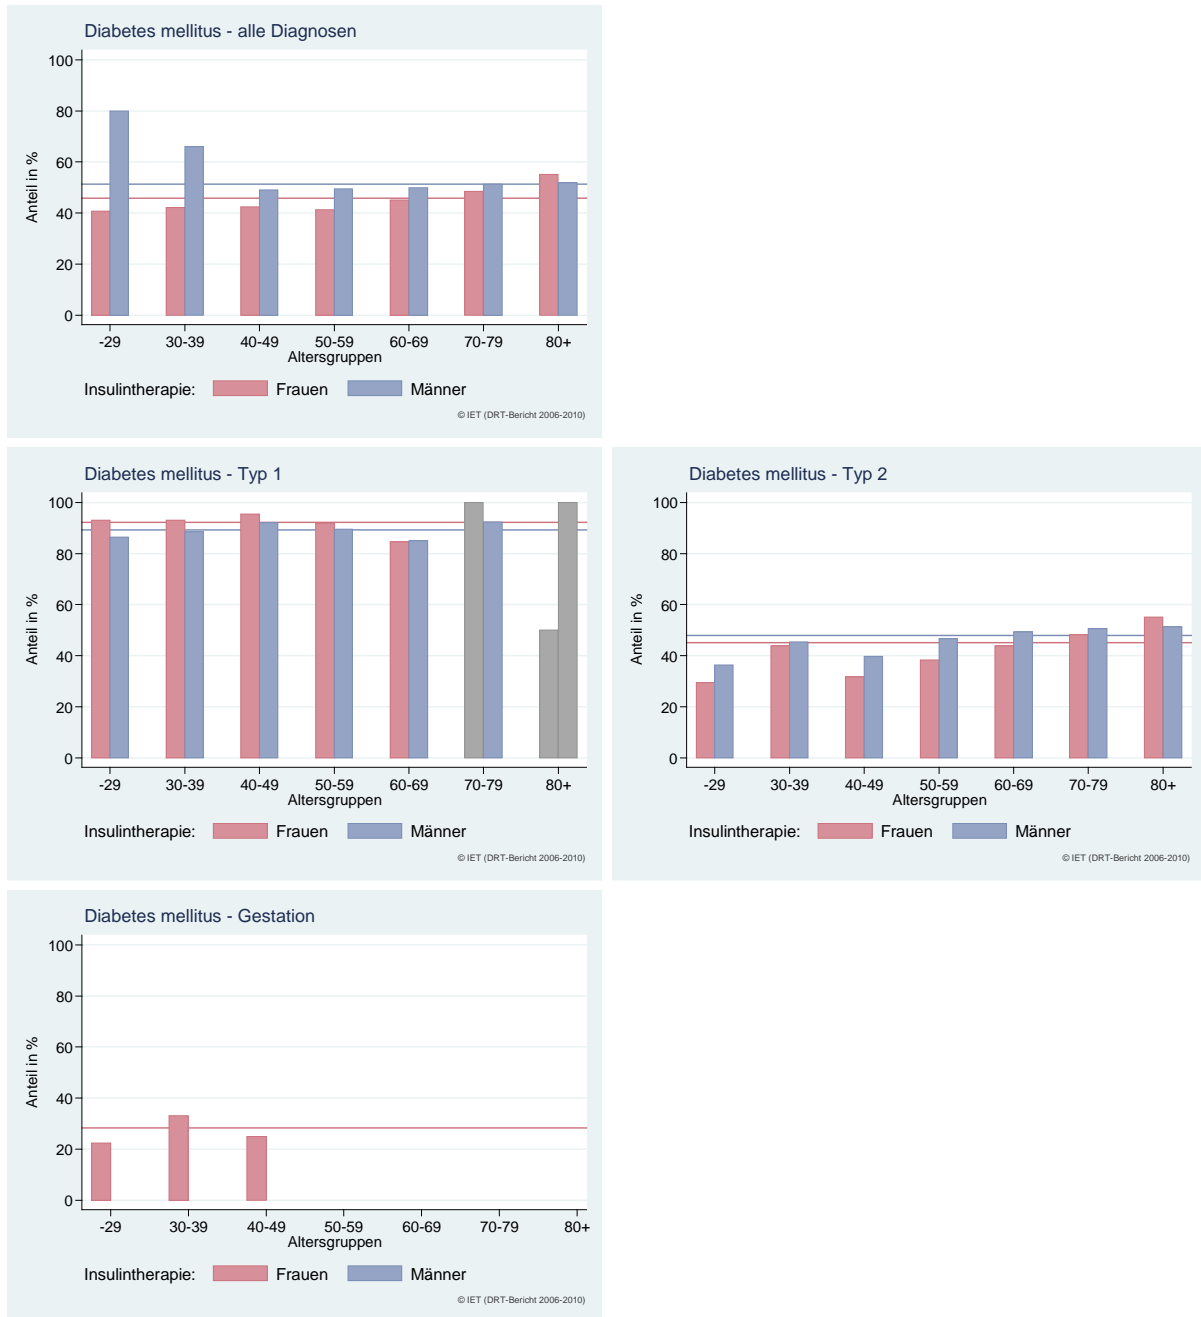 Diabetes mellitus - alle Diagnosen
Anteil in %
100
80
60
40
20
0
-29 30-39 40-49 50-59 60-69 70-79 80+
Altersgruppen
Insulintherapie: Frauen Männer
© IET (DRT-Bericht 2006-2010)
Diabetes mellitus - Typ 1
Anteil in %
100
80
60
40
20
0
-29 30-39 40-49 50-59 60-69 70-79 80+
Altersgruppen
Insulintherapie: Frauen Männer
© IET (DRT-Bericht 2006-2010)
Diabetes mellitus - Typ 2
Anteil in %
100
80
60
40
20
0
-29 30-39 40-49 50-59 60-69 70-79 80+
Altersgruppen
Insulintherapie: Frauen Männer
© IET (DRT-Bericht 2006-2010)
Diabetes mellitus - Gestation
Anteil in %
100
80
60
40
20
0
-29 30-39 40-49 50-59 60-69 70-79 80+
Altersgruppen
Insulintherapie: Frauen Männer
© IET (DRT-Bericht 2006-2010)